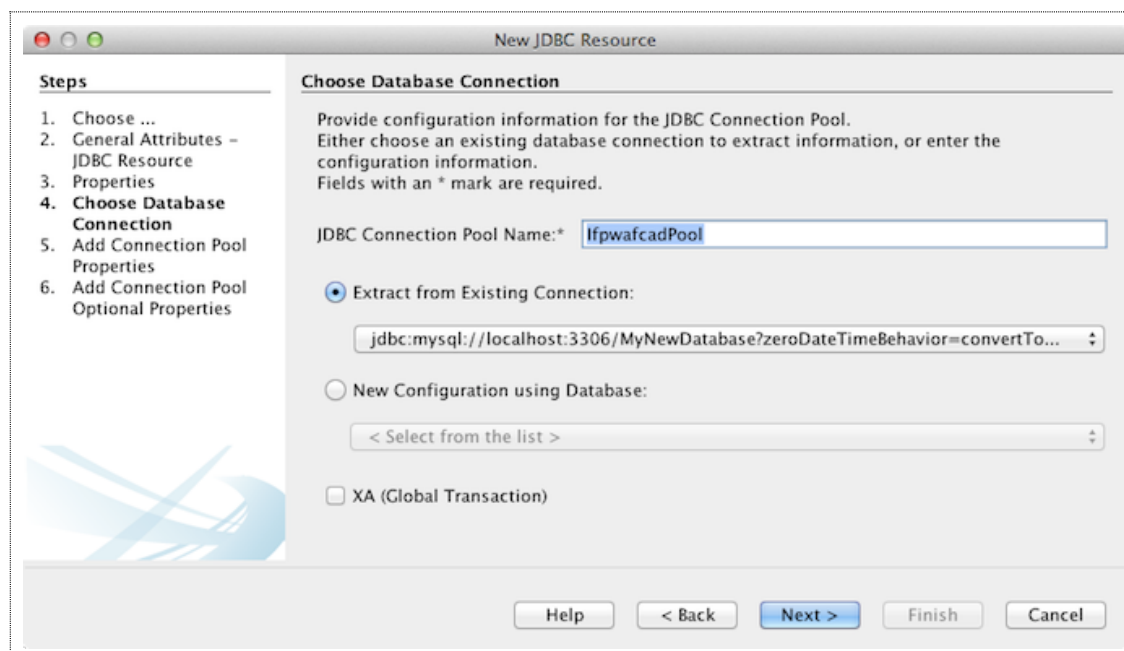 New JDBC Resource
Steps
1. Choose ...
2. General Attributes –
JDBC Resource
3. Properties
4. Choose Database
Connection
5. Add Connection Pool
Properties
6. Add Connection Pool
Optional Properties
Choose Database Connection
Provide configuration information for the JDBC Connection Pool.
Either choose an existing database connection to extract information, or enter the
configuration information.
Fields with an * mark are required.
JDBC Connection Pool Name:* IfpwafcadPool
Extract from Existing Connection:
jdbc:mysql://localhost:3306/MyNewDatabase?zeroDateTimeBehavior=convertTo...
New Configuration using Database:
< Select from the list >
XA (Global Transaction)
Help < Back Next > Finish Cancel